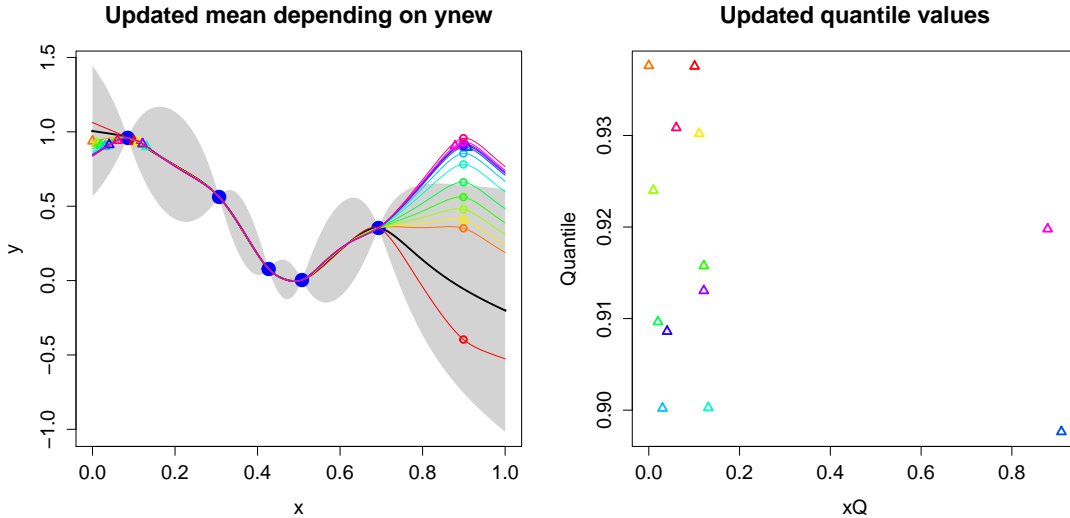 Updated mean depending on ynew
1.5
1.0
0.5
0.0
−0.5
−1.0
y
0.0 0.2 0.4 0.6 0.8 1.0
x
Updated quantile values
0.93
0.92
0.91
0.90
Quantile
0.0 0.2 0.4 0.6 0.8
xQ